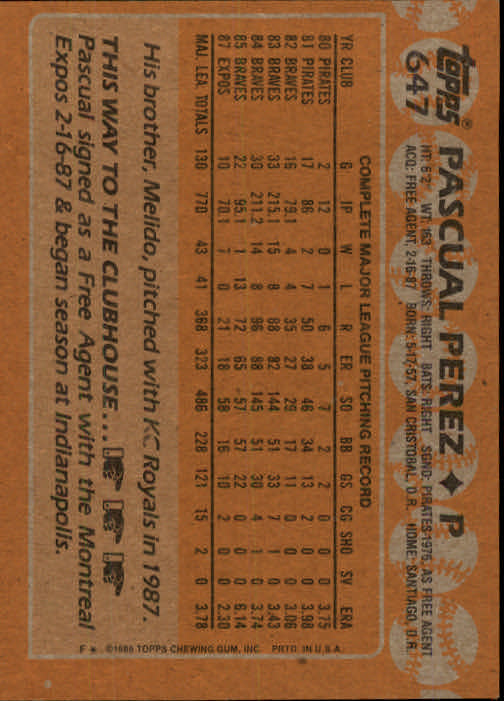 topps®
647
PASCUAL PEREZ ♦ P
HT: 6'2" WT: 163 THROWS: RIGHT BATS: RIGHT SGND: PIRATES-1976, AS FREE AGENT
ACQ: FREE AGENT, 2-16-87 BORN: 5-17-57, SAN CRISTOBAL, D.R. HOME: SANTIAGO, D.R.
COMPLETE MAJOR LEAGUE PITCHING RECORD
YR CLUB G IP W L R ER SO BB GS CG SHO SV ERA
80 PIRATES 2 12 0 1 6 5 7 2 2 0 0 0 3.75
81 PIRATES 17 86 2 7 50 38 46 34 13 2 0 0 3.98
82 BRAVES 16 79.1 4 4 35 27 29 17 11 0 0 0 3.06
83 BRAVES 33 215.1 15 8 88 82 144 51 33 7 1 0 3.43
84 BRAVES 30 211.2 14 8 96 88 145 51 30 4 1 0 3.74
85 BRAVES 22 95.1 1 13 72 65 57 57 22 0 0 0 6.14
87 EXPOS 10 70.1 7 0 21 18 58 16 10 2 0 0 2.30
MAJ. LEA. TOTALS 130 770 43 41 368 323 486 228 121 15 2 0 3.78
His brother, Melido, pitched with KC Royals in 1987.
THIS WAY TO THE CLUBHOUSE...
Pascual signed as a Free Agent with the Montreal
Expos 2-16-87 & began season at Indianapolis.
F * ©1988 TOPPS CHEWING GUM, INC. PRTD. IN U.S.A.